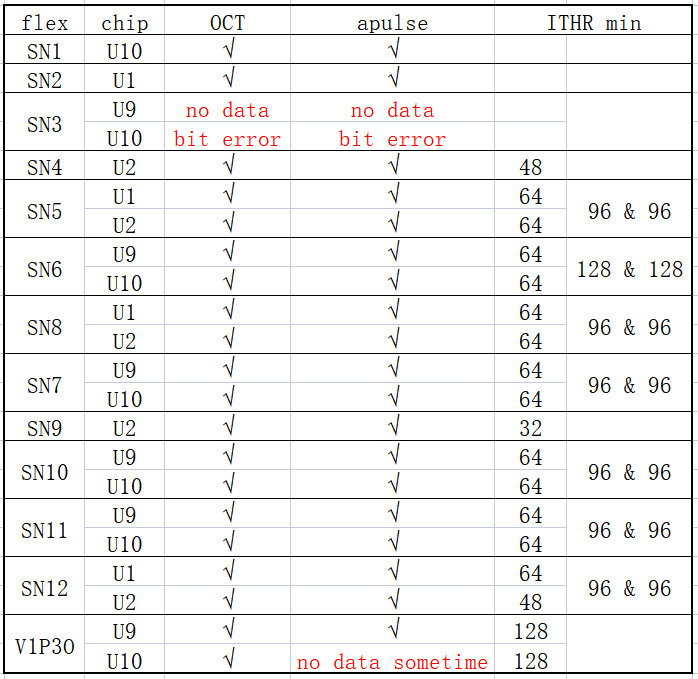 flex chip OCT apulse ITHR min
SN1 U10 √ √
SN2 U1 √ √
SN3 U9 no data no data
U10 bit error bit error
SN4 U2 √ √ 48
SN5 U1 √ √ 64 96 & 96
U2 √ √ 64
SN6 U9 √ √ 64 128 & 128
U10 √ √ 64
SN8 U1 √ √ 64 96 & 96
U2 √ √ 64
SN7 U9 √ √ 64 96 & 96
U10 √ √ 64
SN9 U2 √ √ 32
SN10 U9 √ √ 64 96 & 96
U10 √ √ 64
SN11 U9 √ √ 64 96 & 96
U10 √ √ 64
SN12 U1 √ √ 64 96 & 96
U2 √ √ 48
V1P30 U9 √ √ 128
U10 √ no data sometime 128